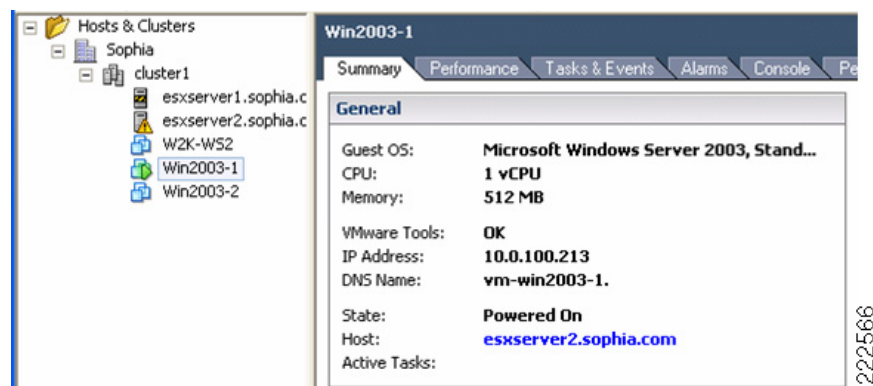 Hosts & Clusters
Sophia
cluster1
esxserver1.sophia.c
esxserver2.sophia.c
W2K-WS2
Win2003-1
Win2003-2
Win2003-1
Summary Performance Tasks & Events Alarms Console Pe
General
Guest OS: Microsoft Windows Server 2003, Stand...
CPU: 1 vCPU
Memory: 512 MB
VMware Tools: OK
IP Address: 10.0.100.213
DNS Name: vm-win2003-1.
State: Powered On
Host: esxserver2.sophia.com
Active Tasks:
222566